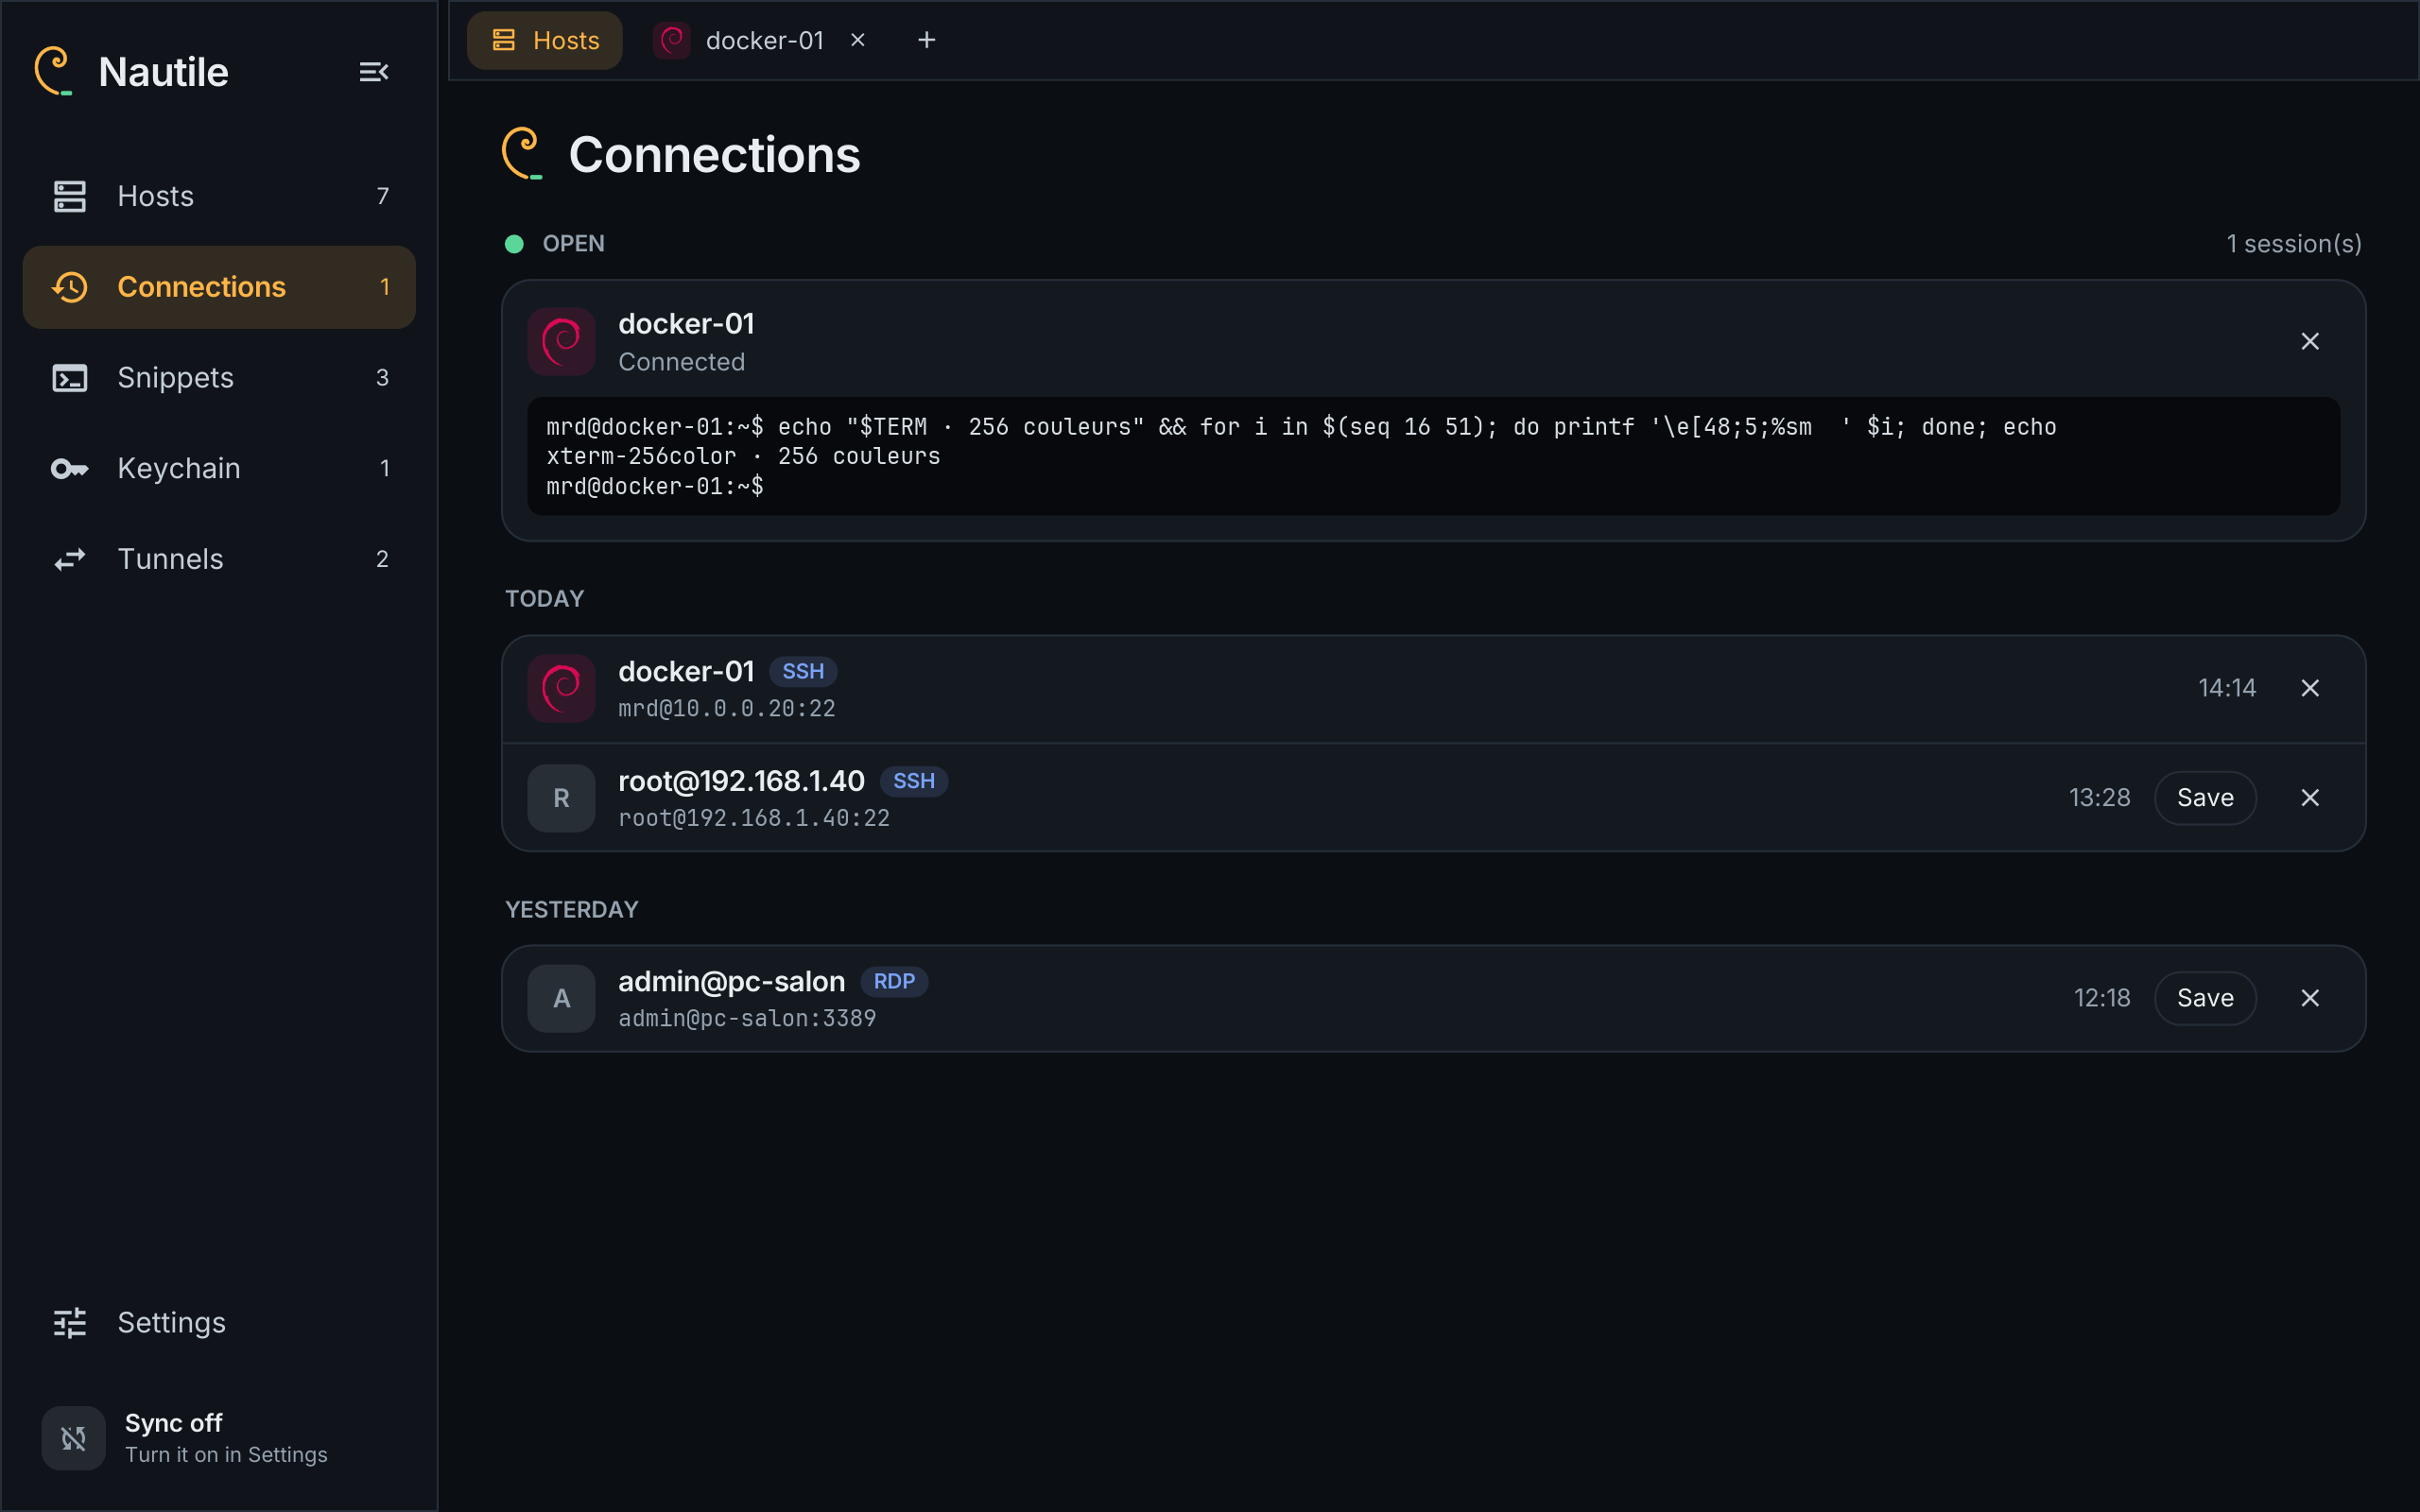 Nautile
Hosts 7
Connections 1
Snippets 3
Keychain 1
Tunnels 2
Settings
Sync off
Turn it on in Settings
Hosts
docker-01
Connections
OPEN
1 session(s)
docker-01
Connected
mrd@docker-01:~$ echo "$TERM · 256 couleurs" && for i in $(seq 16 51); do printf '\e[48;5;%sm  ' $i; done; echo
xterm-256color · 256 couleurs
mrd@docker-01:~$
TODAY
docker-01 SSH
mrd@10.0.0.20:22
14:14
root@192.168.1.40 SSH
root@192.168.1.40:22
13:28 Save
YESTERDAY
admin@pc-salon RDP
admin@pc-salon:3389
12:18 Save
R
A